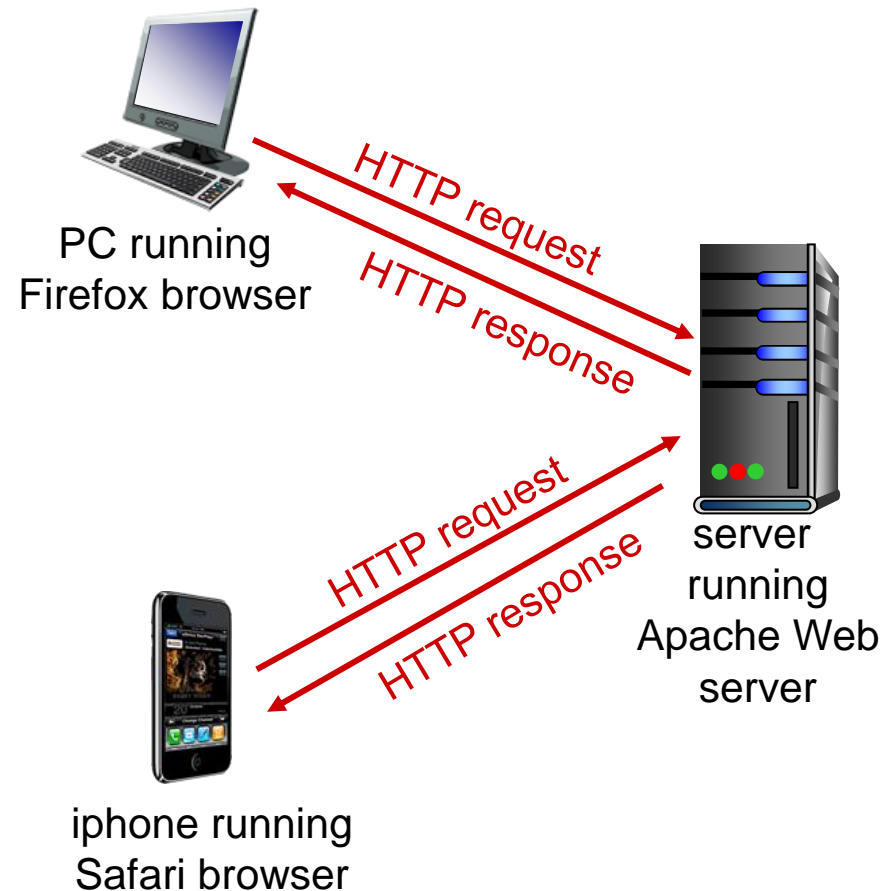 HTTP request
HTTP response
PC running
Firefox browser
HTTP request
HTTP response
server
running
Apache Web
server
iphone running
Safari browser